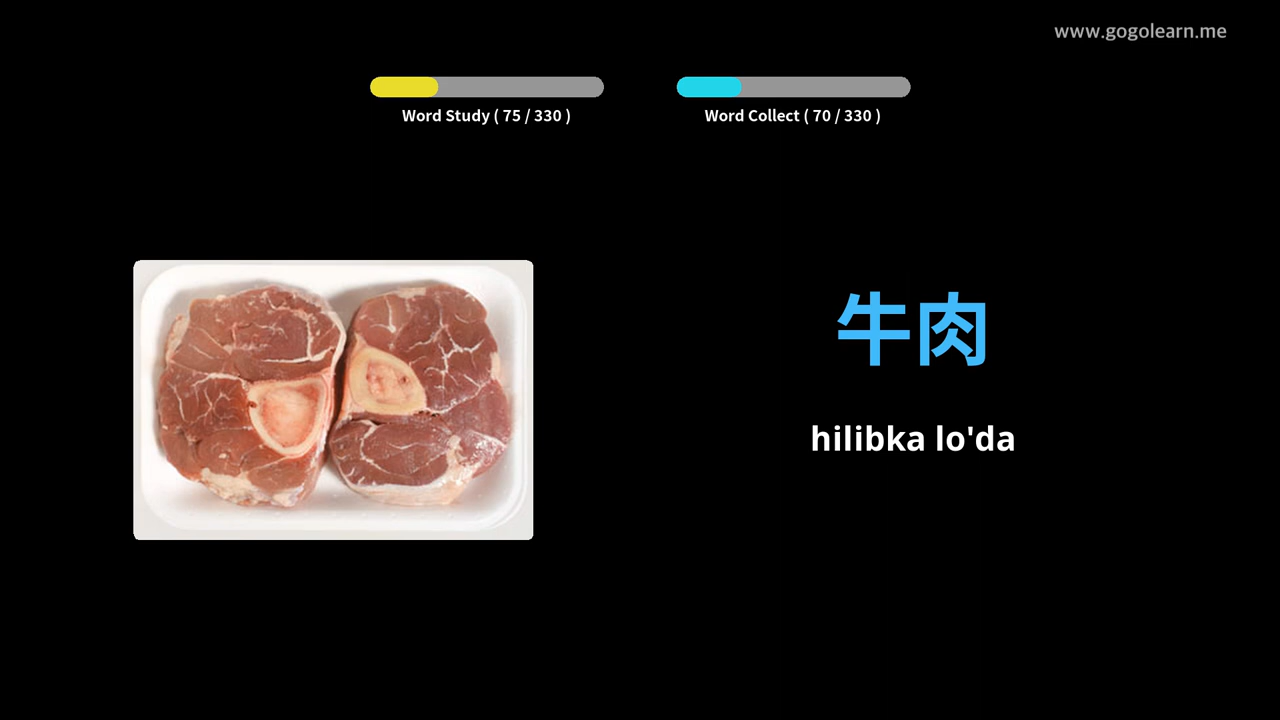 www.gogolearn.me
Word Study ( 75 / 330 )
Word Collect ( 70 / 330 )
牛肉
hilibka lo'da